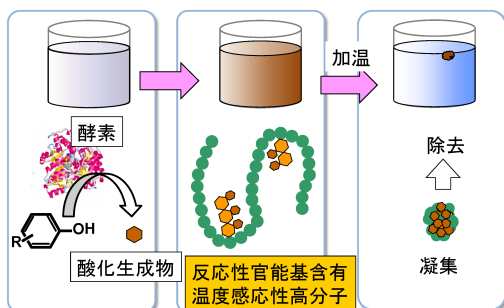 加温
酵素
除去
R
OH
酸化生成物
反応性官能基含有
温度感応性高分子
凝集